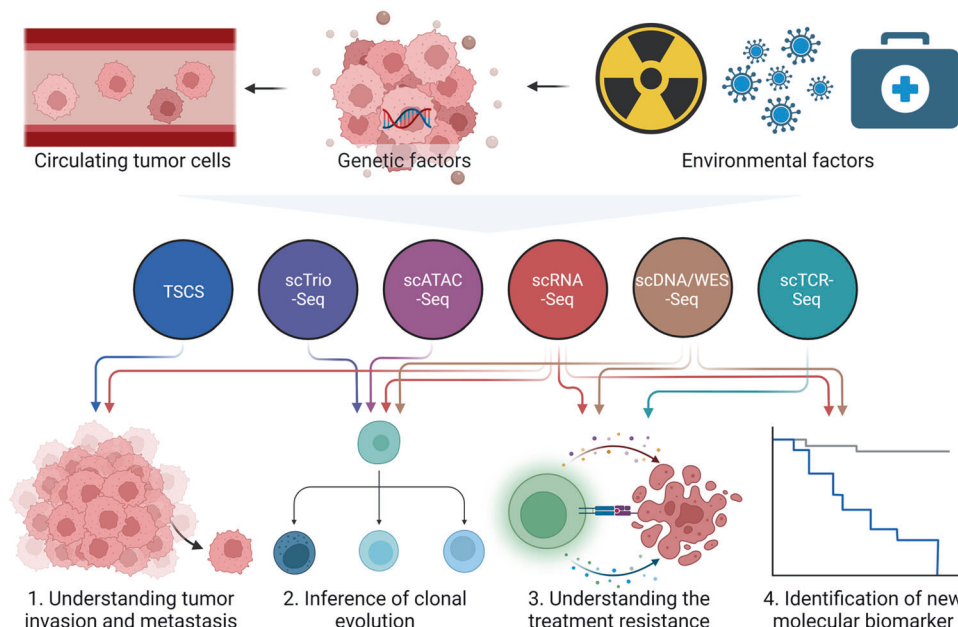 Circulating tumor cells
Genetic factors
Environmental factors
TSCS
scTrio
-Seq
scATAC
-Seq
scRNA
-Seq
scDNA/WES
-Seq
scTCR-
Seq
1. Understanding tumor
invasion and metastasis
2. Inference of clonal
evolution
3. Understanding the
treatment resistance
4. Identification of new
molecular biomarker